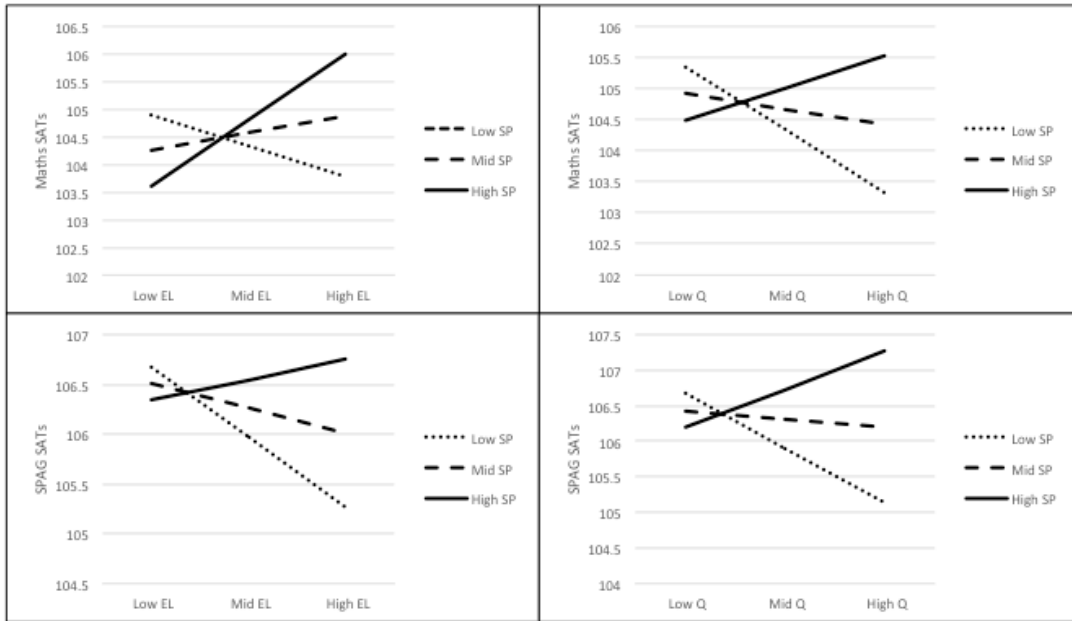 106.5
106
105.5
105
104.5
104
103.5
103
102.5
102
Maths SATs
Low EL Mid EL High EL
Low SP
Mid SP
High SP
106
105.5
105
104.5
104
103.5
103
102.5
102
Maths SATs
Low Q Mid Q High Q
Low SP
Mid SP
High SP
107
106.5
106
105.5
105
104.5
SPAG SATs
Low EL Mid EL High EL
Low SP
Mid SP
High SP
107.5
107
106.5
106
105.5
105
104.5
104
SPAG SATs
Low Q Mid Q High Q
Low SP
Mid SP
High SP